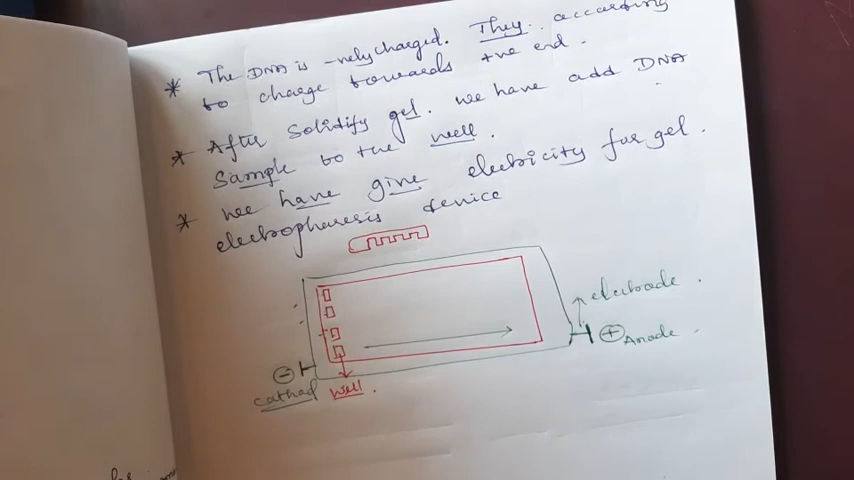 * The DNA is -vely charged. They according
to charge towards +ve end.
* After solidify gel. we have add DNA
Sample to the well.
* we have give electricity for gel
electrophoresis device
electrode
⊕ Anode
⊖
cathod
well.